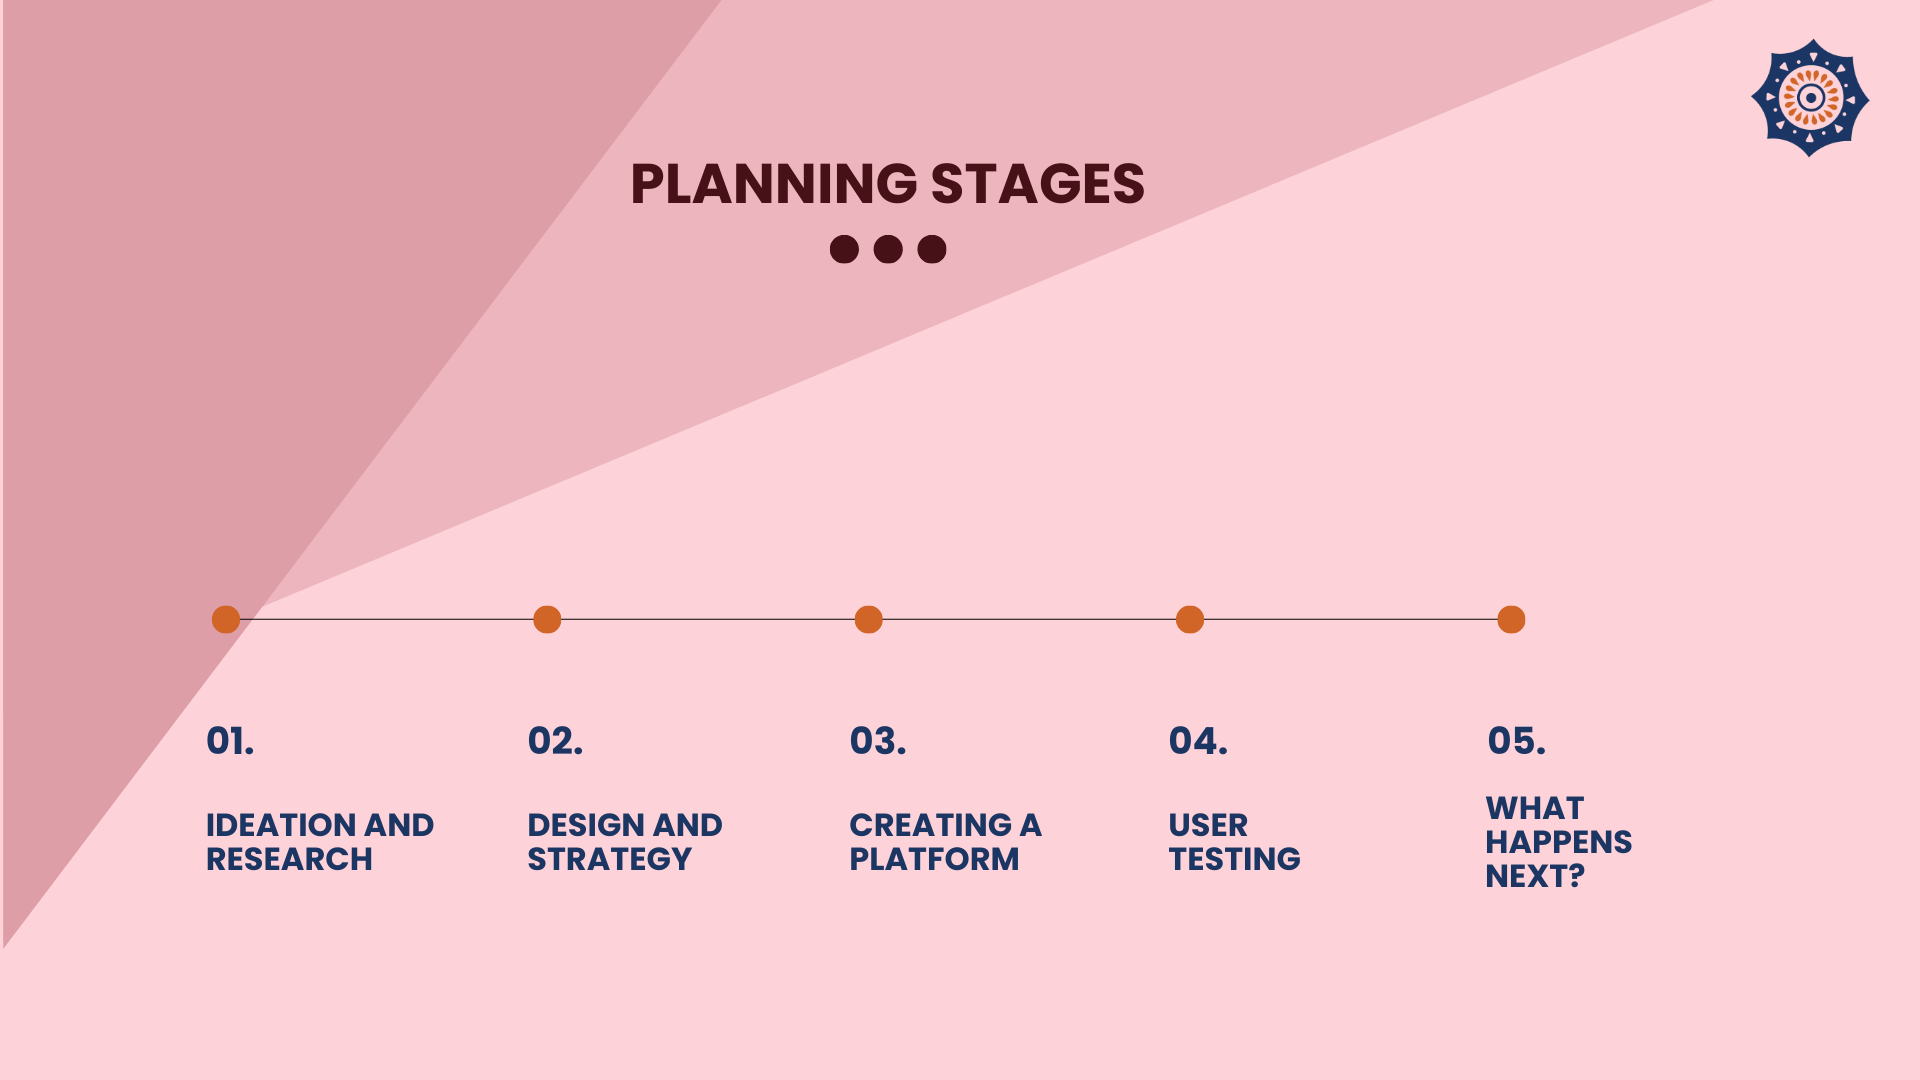 PLANNING STAGES
01.
IDEATION AND
RESEARCH
02.
DESIGN AND
STRATEGY
03.
CREATING A
PLATFORM
04.
USER
TESTING
05.
WHAT
HAPPENS
NEXT?